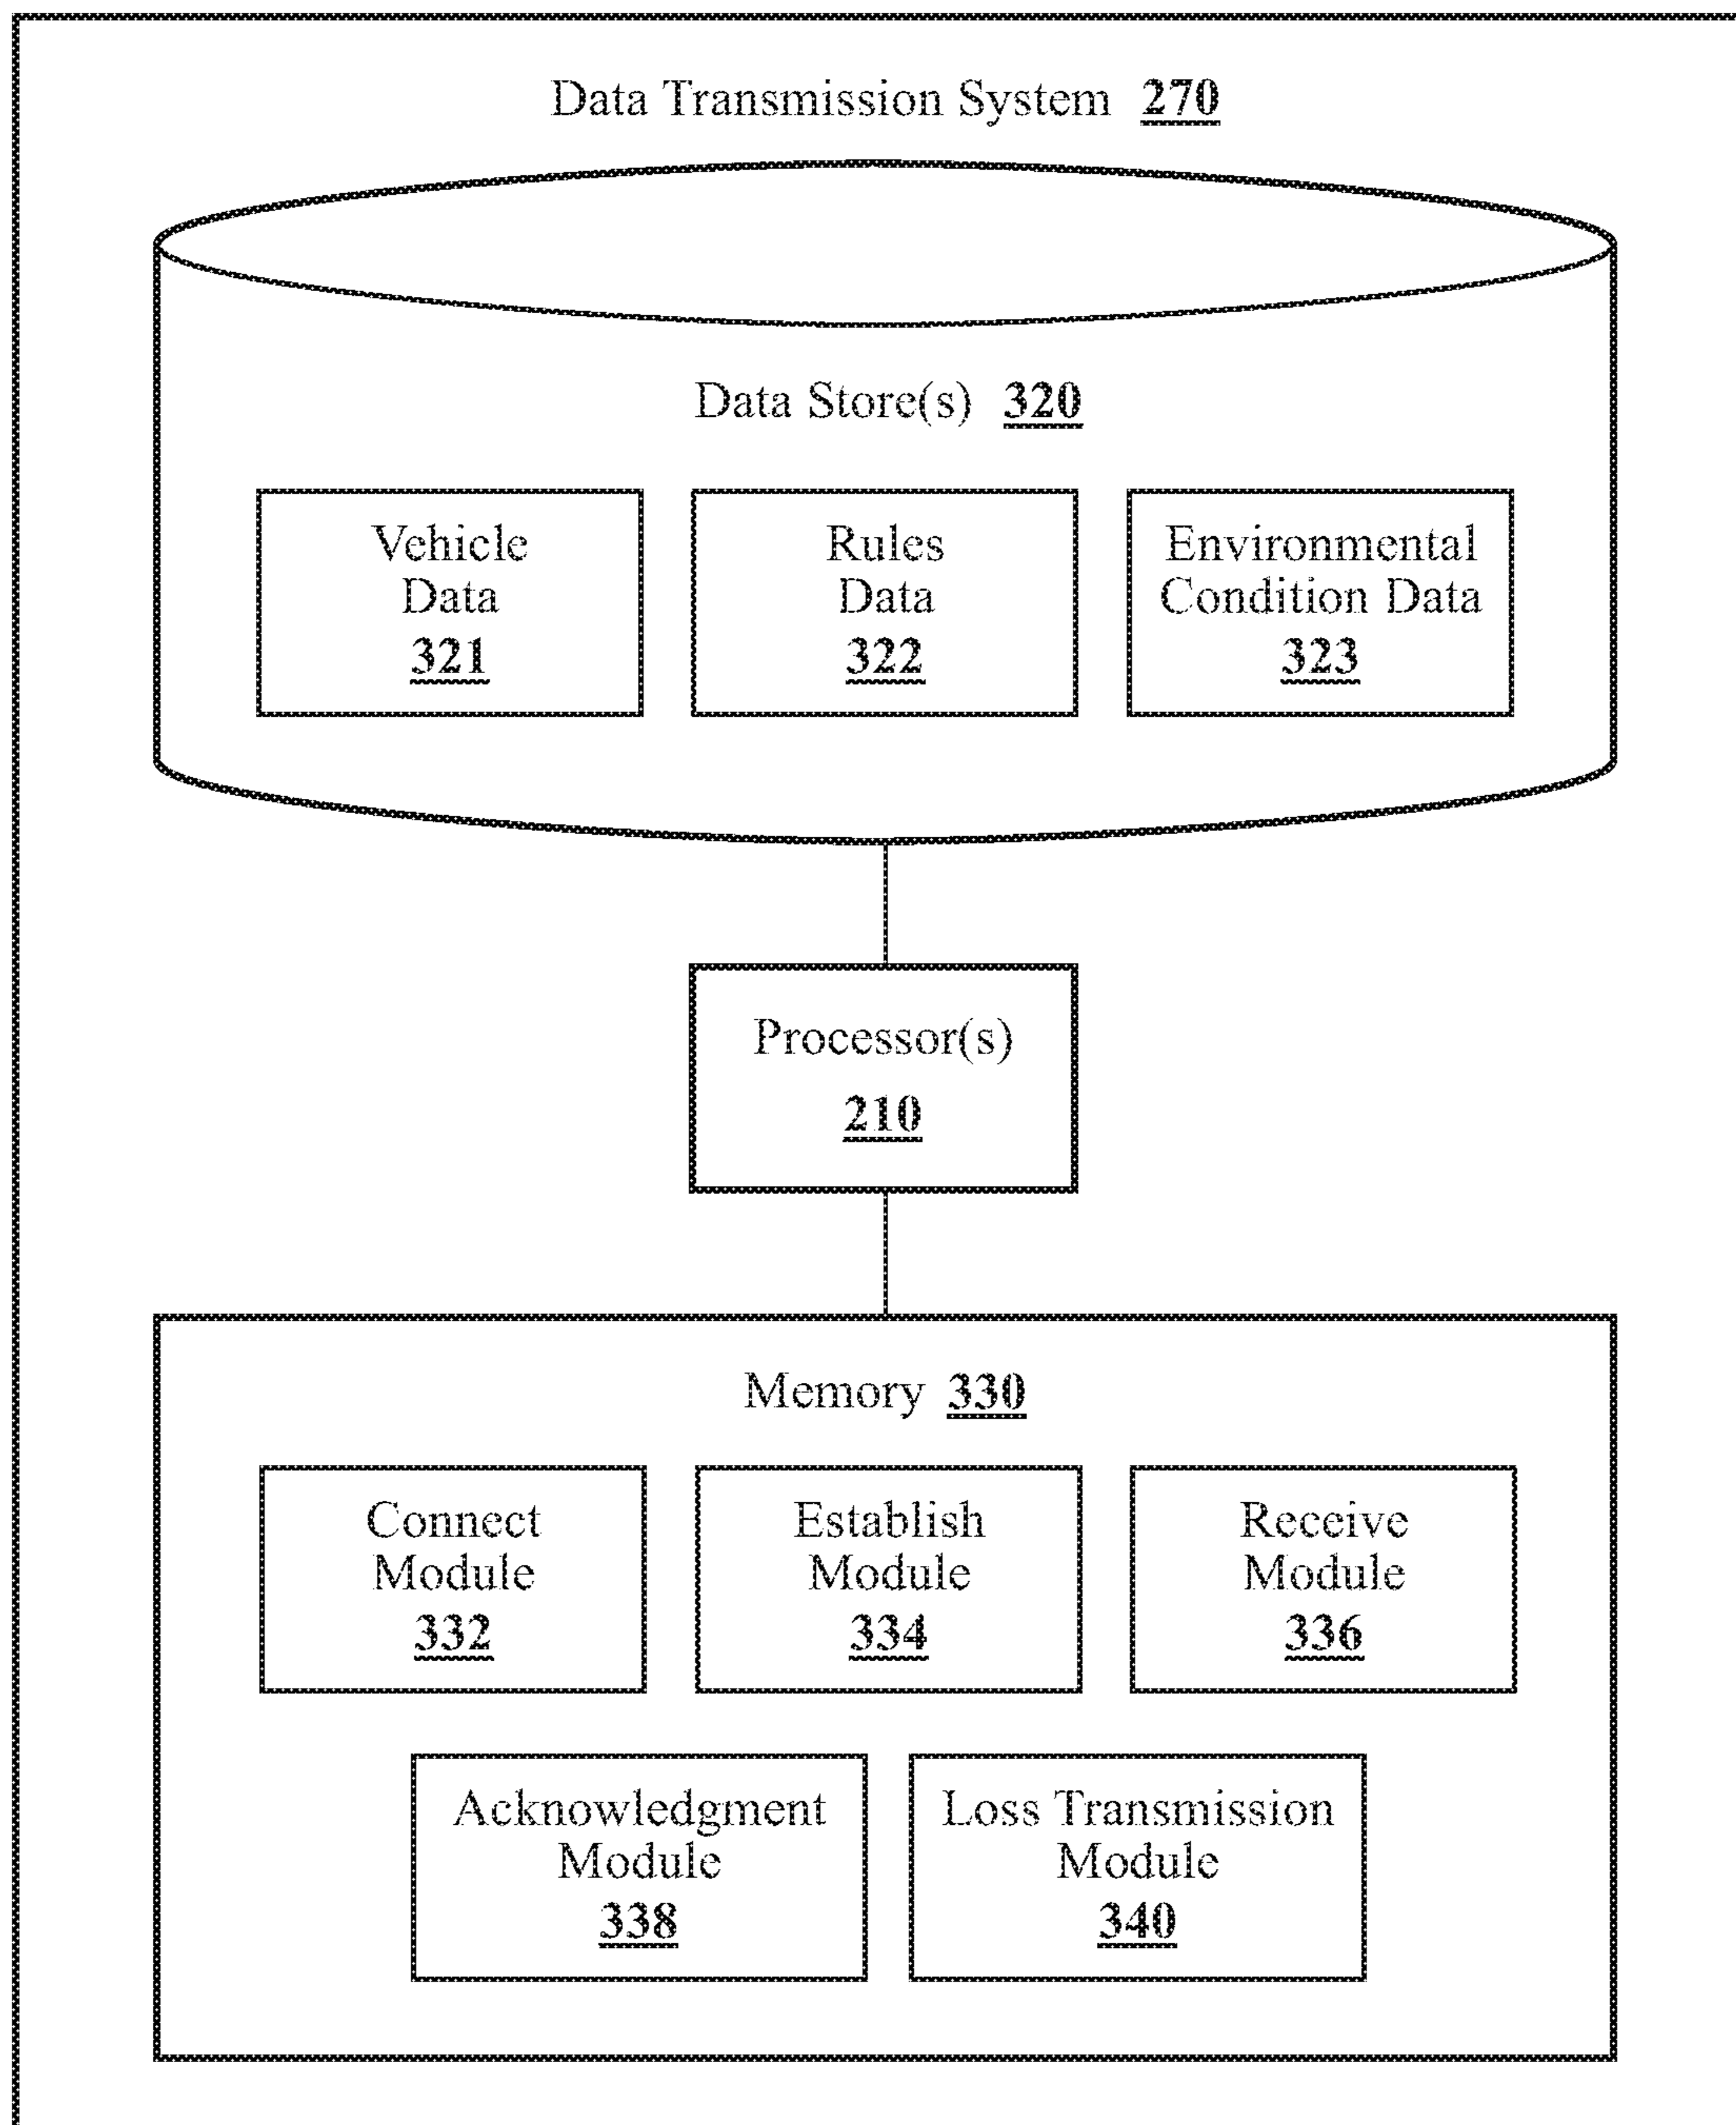 Data Transmission System 270
Data Store(s) 320
Vehicle
Data
321
Rules
Data
322
Environmental
Condition Data
323
Processor(s)
210
Memory 330
Connect
Module
332
Establish
Module
334
Receive
Module
336
Acknowledgment
Module
338
Loss Transmission
Module
340